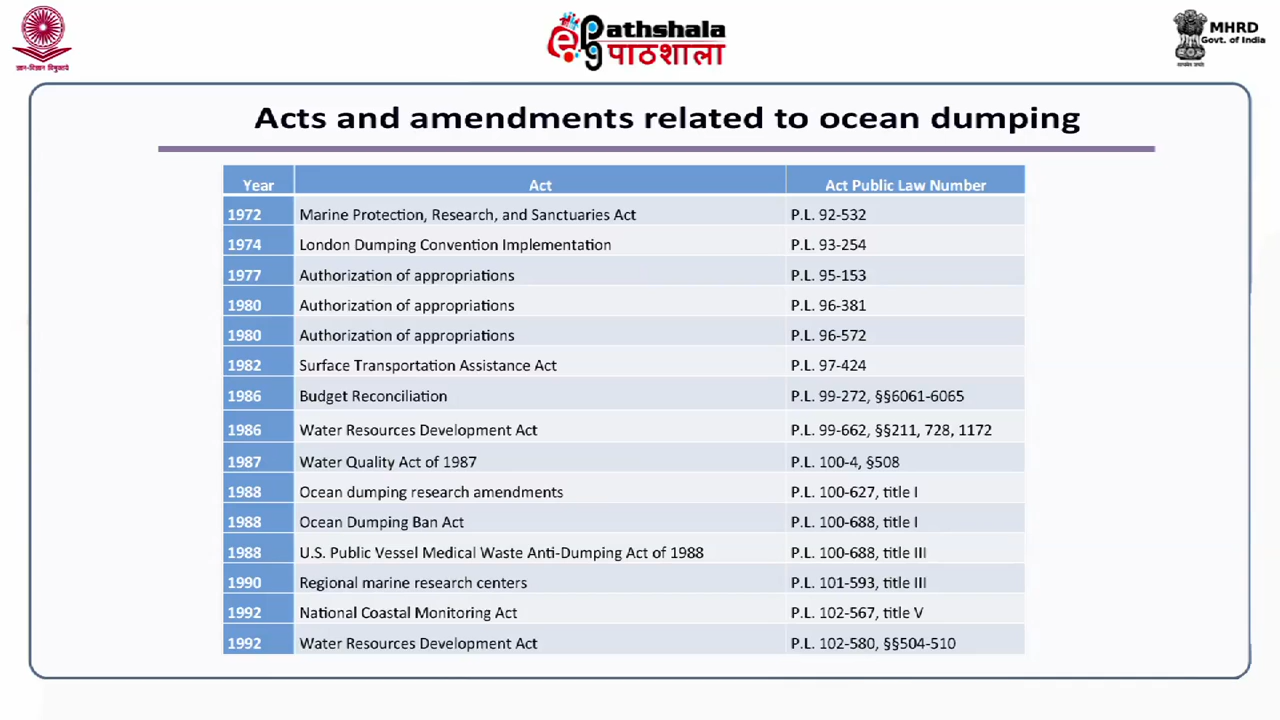 ज्ञान-विज्ञान विमुक्तये
ePathshala
पाठशाला
MHRD
Govt. of India
सत्यमेव जयते
Acts and amendments related to ocean dumping
Year Act Act Public Law Number
1972 Marine Protection, Research, and Sanctuaries Act P.L. 92-532
1974 London Dumping Convention Implementation P.L. 93-254
1977 Authorization of appropriations P.L. 95-153
1980 Authorization of appropriations P.L. 96-381
1980 Authorization of appropriations P.L. 96-572
1982 Surface Transportation Assistance Act P.L. 97-424
1986 Budget Reconciliation P.L. 99-272, §§6061-6065
1986 Water Resources Development Act P.L. 99-662, §§211, 728, 1172
1987 Water Quality Act of 1987 P.L. 100-4, §508
1988 Ocean dumping research amendments P.L. 100-627, title I
1988 Ocean Dumping Ban Act P.L. 100-688, title I
1988 U.S. Public Vessel Medical Waste Anti-Dumping Act of 1988 P.L. 100-688, title III
1990 Regional marine research centers P.L. 101-593, title III
1992 National Coastal Monitoring Act P.L. 102-567, title V
1992 Water Resources Development Act P.L. 102-580, §§504-510